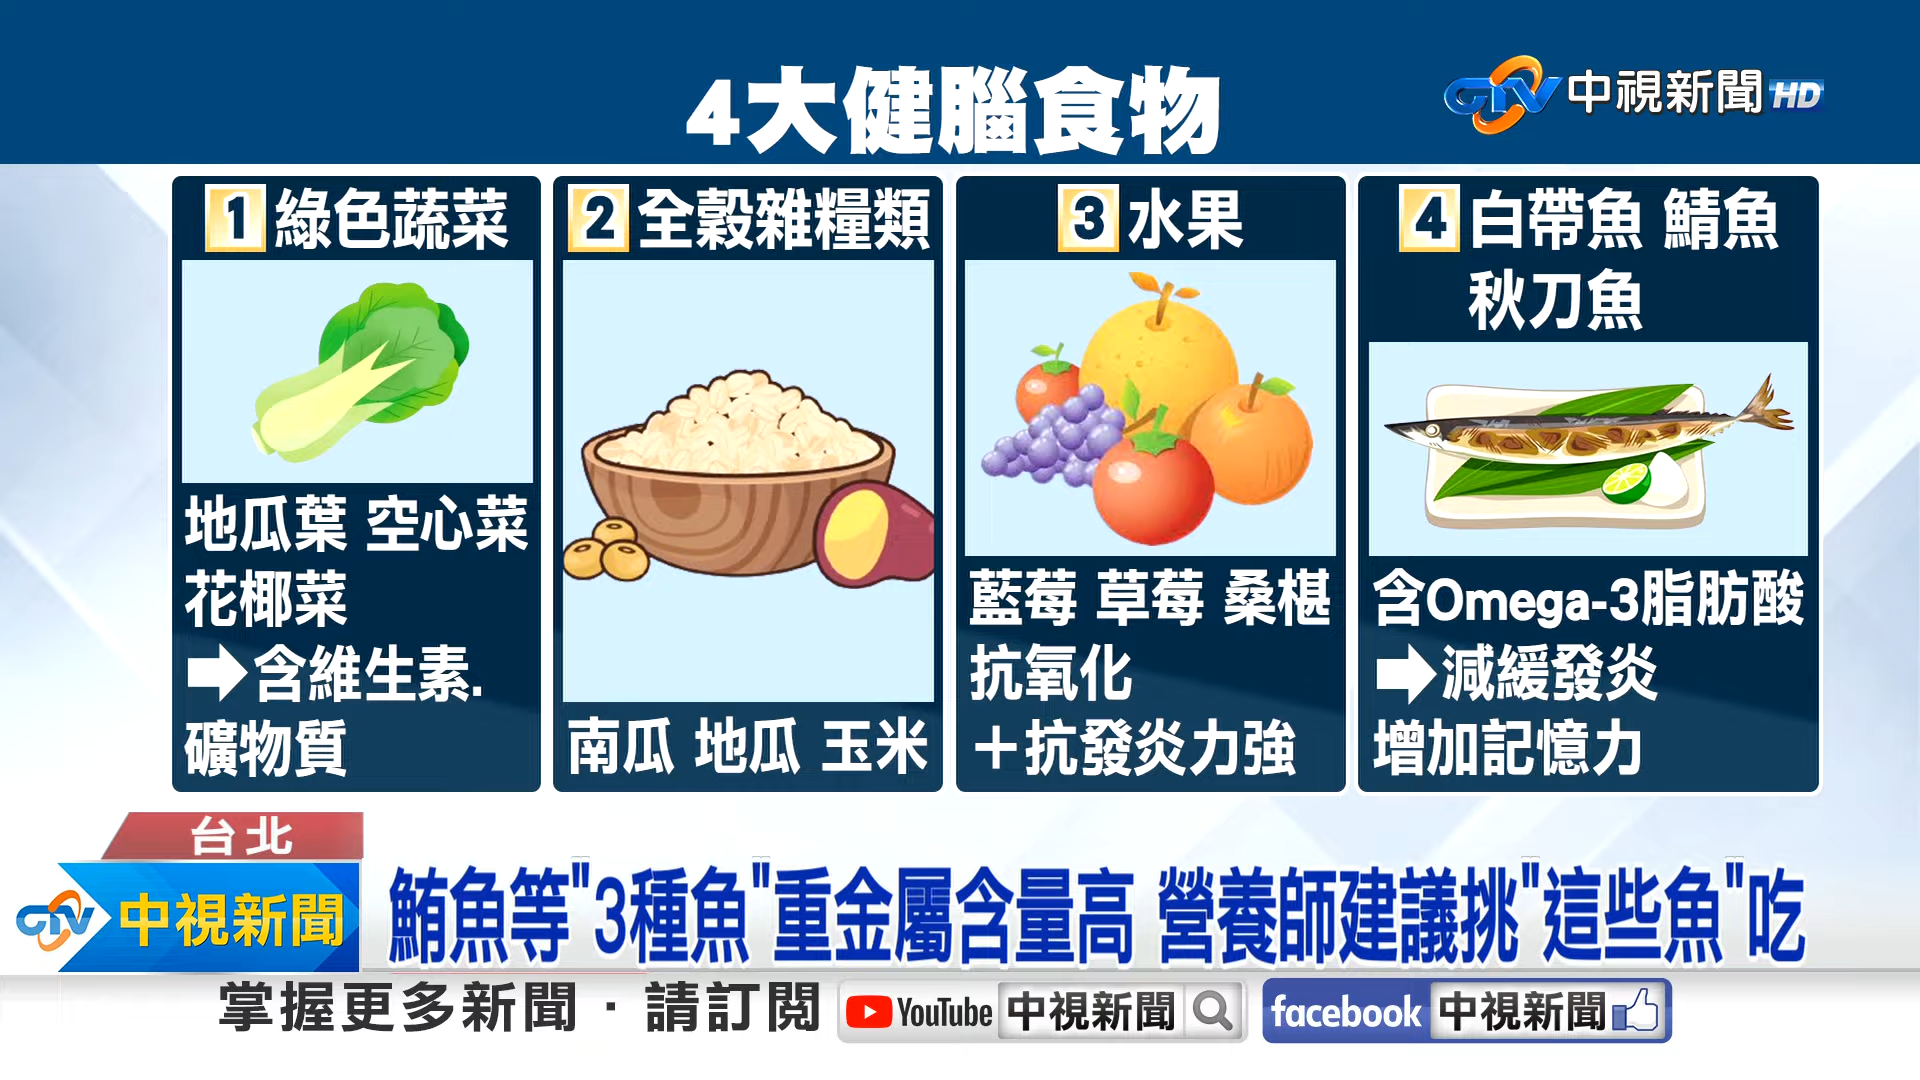 4大健腦食物
CTV 中視新聞 HD
1 綠色蔬菜
地瓜葉 空心菜
花椰菜
➡含維生素.
礦物質
2 全穀雜糧類
南瓜 地瓜 玉米
3 水果
藍莓 草莓 桑椹
抗氧化
＋抗發炎力強
4 白帶魚 鯖魚
秋刀魚
含Omega-3脂肪酸
➡減緩發炎
增加記憶力
台北
CTV 中視新聞
鮪魚等"3種魚"重金屬含量高 營養師建議挑"這些魚"吃
掌握更多新聞·請訂閱 YouTube 中視新聞 facebook 中視新聞